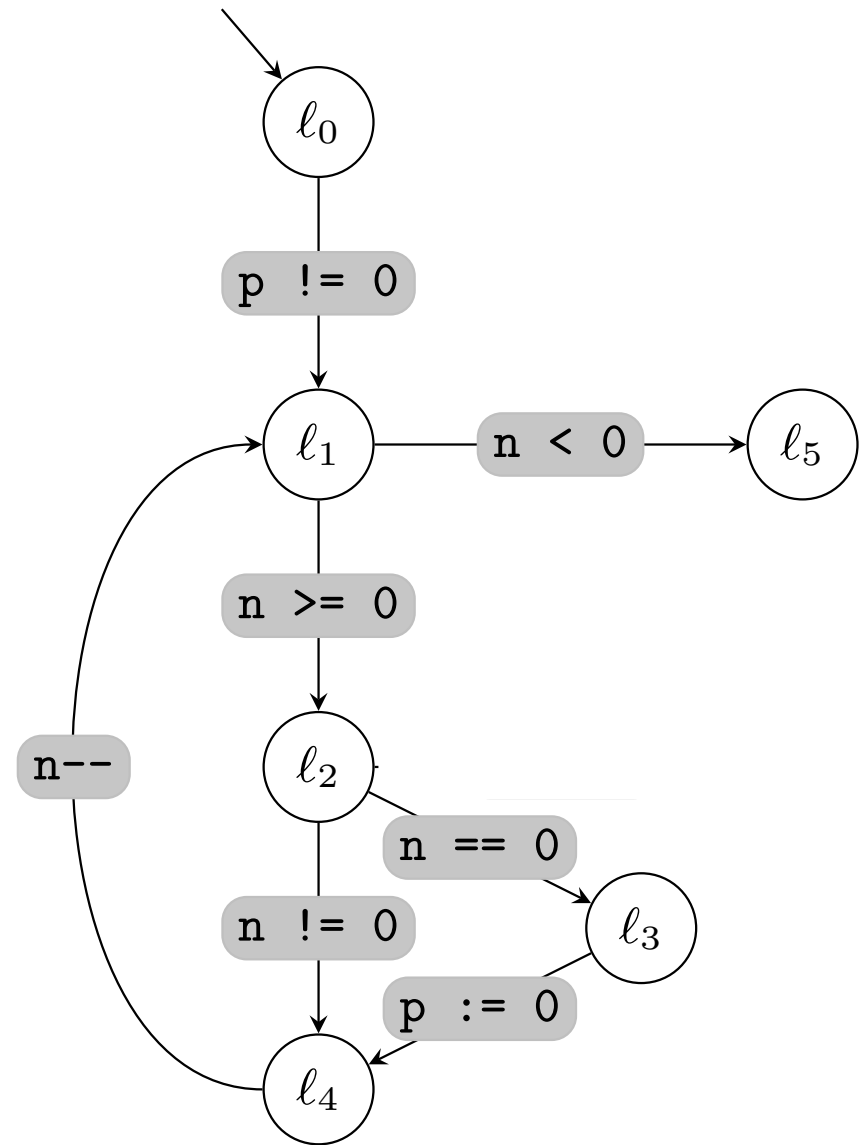 ℓ0
p != 0
ℓ1
n < 0
ℓ5
n >= 0
n--
ℓ2
n == 0
n != 0
ℓ3
p := 0
ℓ4